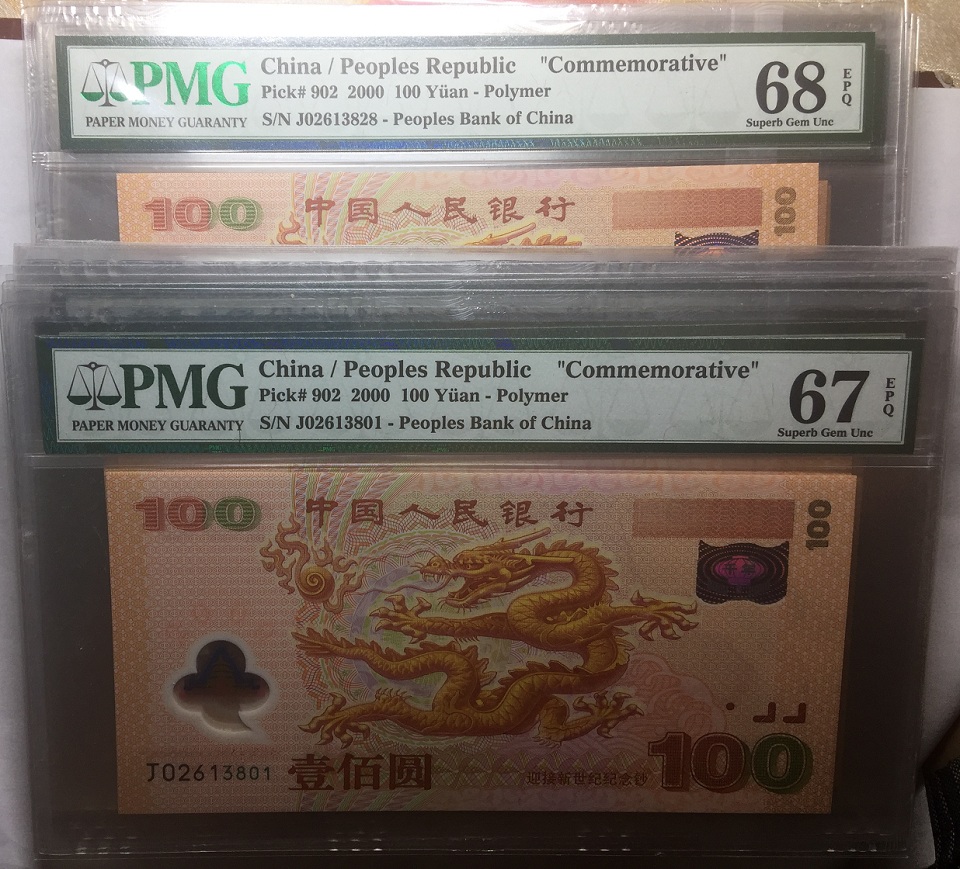 PMG
PAPER MONEY GUARANTY
China / Peoples Republic "Commemorative"
Pick# 902 2000 100 Yüan - Polymer
S/N J02613828 - Peoples Bank of China
68
EPQ
Superb Gem Unc
100 中国人民银行 100
PMG
PAPER MONEY GUARANTY
China / Peoples Republic "Commemorative"
Pick# 902 2000 100 Yüan - Polymer
S/N J02613801 - Peoples Bank of China
67
EPQ
Superb Gem Unc
100 中国人民银行 100
千年
J02613801 壹佰圆 迎接新世纪纪念钞 100